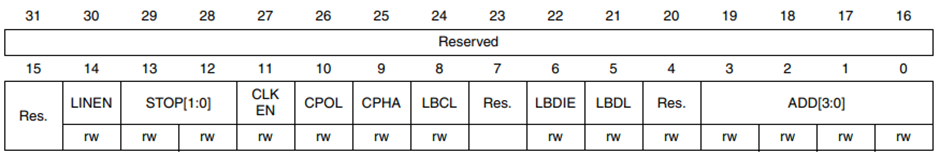 31 30 29 28 27 26 25 24 23 22 21 20 19 18 17 16
Reserved
15 14 13 12 11 10 9 8 7 6 5 4 3 2 1 0
Res. LINEN STOP[1:0] CLK EN CPOL CPHA LBCL Res. LBDIE LBDL Res. ADD[3:0]
rw rw rw rw rw rw rw rw rw rw rw rw rw